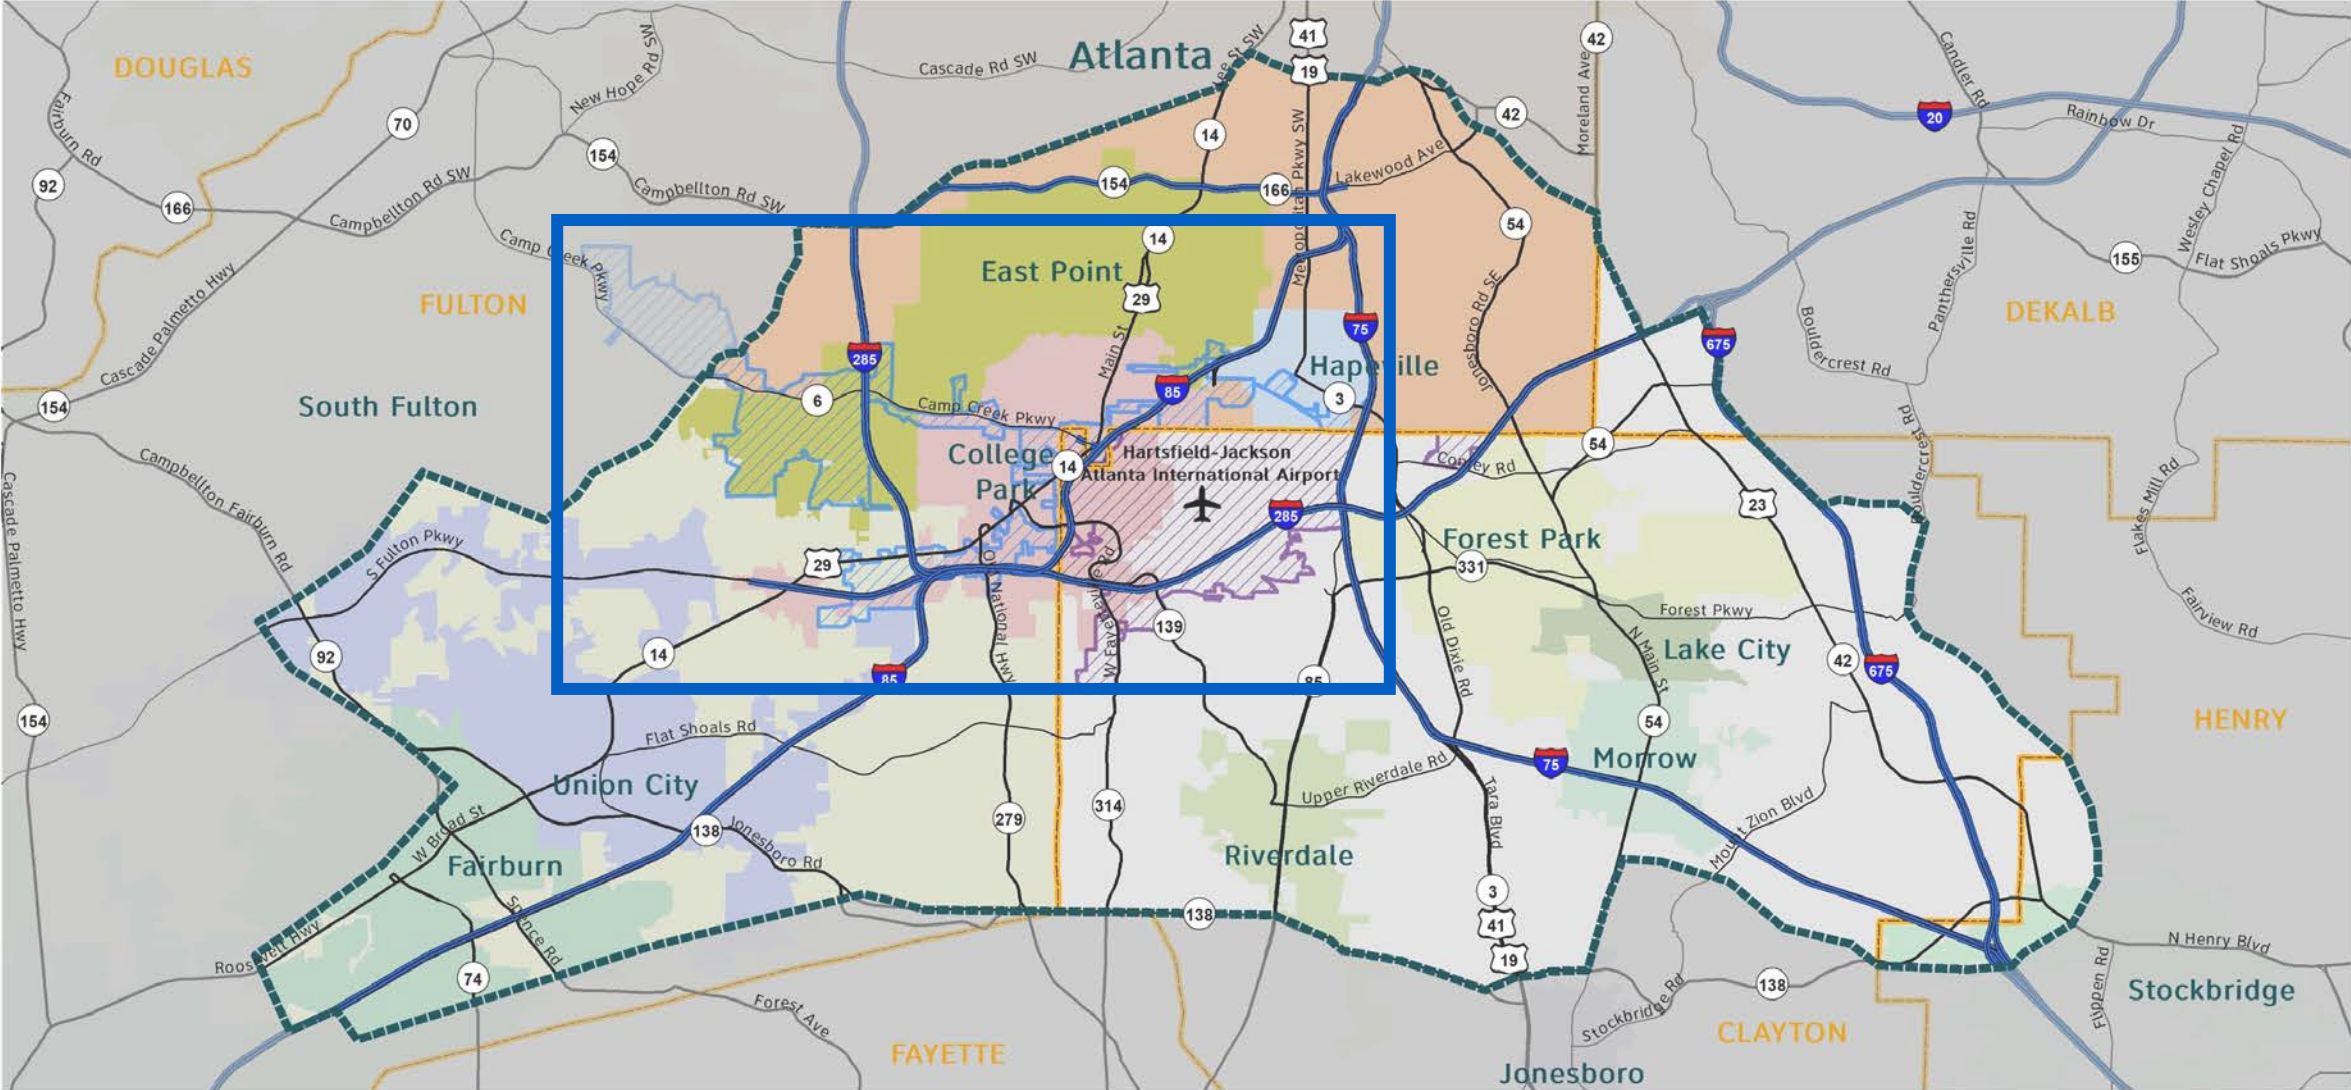 41
42
Atlanta
Cascade Rd SW
Lee St SW
19
DOUGLAS
New Hope Rd
SW Rd
Candler Rd
70
Fairburn Rd
42
Moreland Ave
20
Rainbow Dr
14
154
Metropolitan Pkwy SW
Lakewood Ave
Wesley Chapel Rd
92
166
Campbellton Rd SW
Campbellton Rd SW
154
166
54
Panthersville Rd
155
Flat Shoals Pkwy
Camp Creek Pkwy
14
East Point
29
Jonesboro Rd SE
Cascade Palmetto Hwy
FULTON
DEKALB
Main St
285
75
675
Bouldercrest Rd
Hapeville
85
6
3
154
South Fulton
Camp Creek Pkwy
Bouldercrest Rd
54
College
Park
14
Hartsfield-Jackson
Atlanta International Airport
Conley Rd
Campbellton Fairburn Rd
Cascade Palmetto Hwy
Flakes Mill Rd
23
285
S Fulton Pkwy
29
Forest Park
331
Old National Hwy
W Fayetteville Rd
139
Old Dixie Rd
Forest Pkwy
Fairview Rd
N Main St
Lake City
92
14
42
675
85
85
154
54
HENRY
Flat Shoals Rd
Union City
75
Morrow
Upper Riverdale Rd
Tara Blvd
Mount Zion Blvd
279
314
138
Jonesboro Rd
W Broad St
Fairburn
Riverdale
3
138
41
Spence Rd
Roosevelt Hwy
19
N Henry Blvd
74
Forest Ave
Stockbridge Rd
138
Flippen Rd
Stockbridge
CLAYTON
FAYETTE
Jonesboro